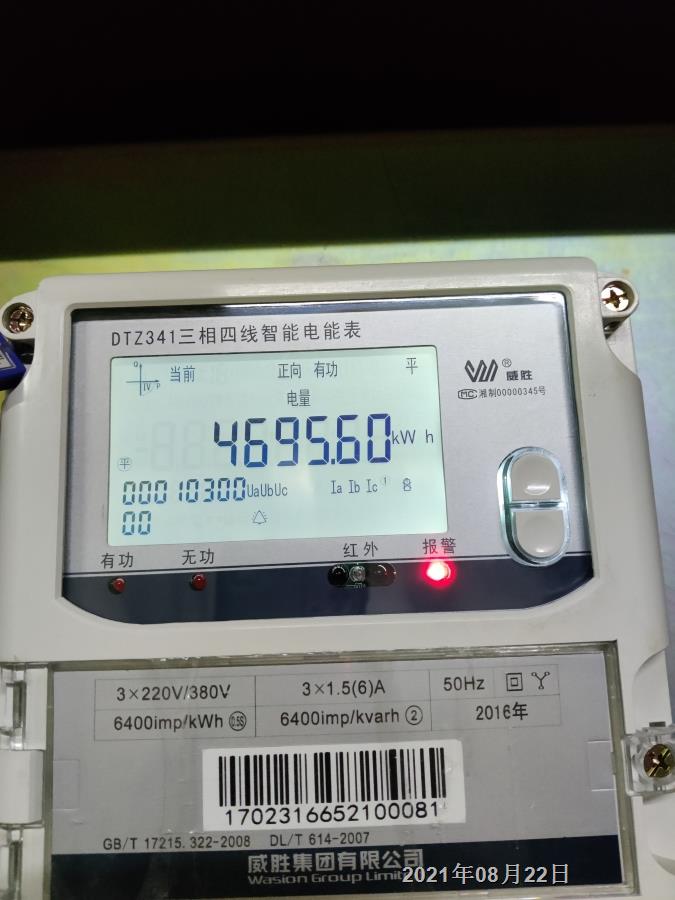 DTZ341三相四线智能电能表
当前 正向 有功 平
电量
4695.60kWh
平
00010300 UaUbUc Ia Ib Ic ①
00
威胜®
MC 湘制00000345号
有功 无功 红外 报警
3×220V/380V 3×1.5(6)A 50Hz
6400imp/kWh 0.5S 6400imp/kvarh ② 2016年
1702316652100081
GB/T 17215.322-2008 DL/T 614-2007
威胜集团有限公司
Wasion Group Limit
2021年08月22日